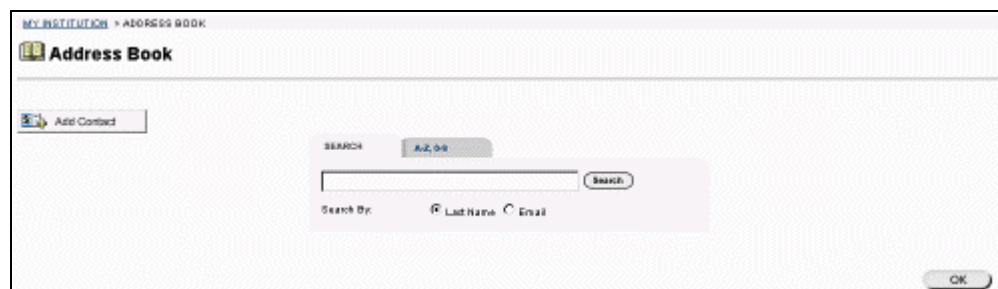 MY INSTITUTION > ADDRESS BOOK
Address Book
Add Contact
SEARCH A-Z, 0-9
Search
Search By: Last Name Email
OK